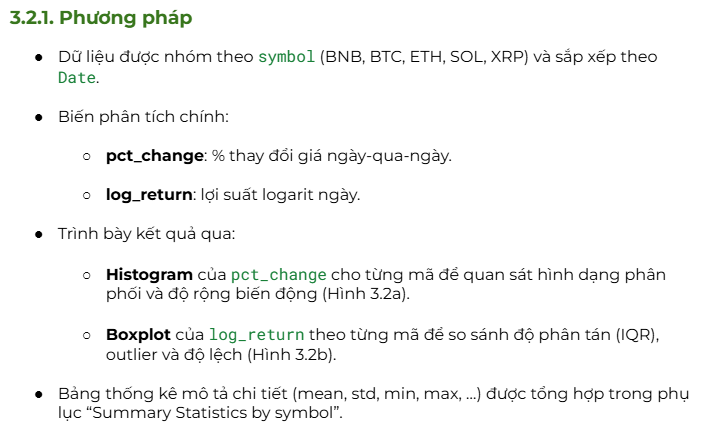 3.2.1. Phương pháp
● Dữ liệu được nhóm theo symbol (BNB, BTC, ETH, SOL, XRP) và sắp xếp theo
Date.
● Biến phân tích chính:
○ pct_change: % thay đổi giá ngày-qua-ngày.
○ log_return: lợi suất logarit ngày.
● Trình bày kết quả qua:
○ Histogram của pct_change cho từng mã để quan sát hình dạng phân
phối và độ rộng biến động (Hình 3.2a).
○ Boxplot của log_return theo từng mã để so sánh độ phân tán (IQR),
outlier và độ lệch (Hình 3.2b).
● Bảng thống kê mô tả chi tiết (mean, std, min, max, …) được tổng hợp trong phụ
lục “Summary Statistics by symbol”.